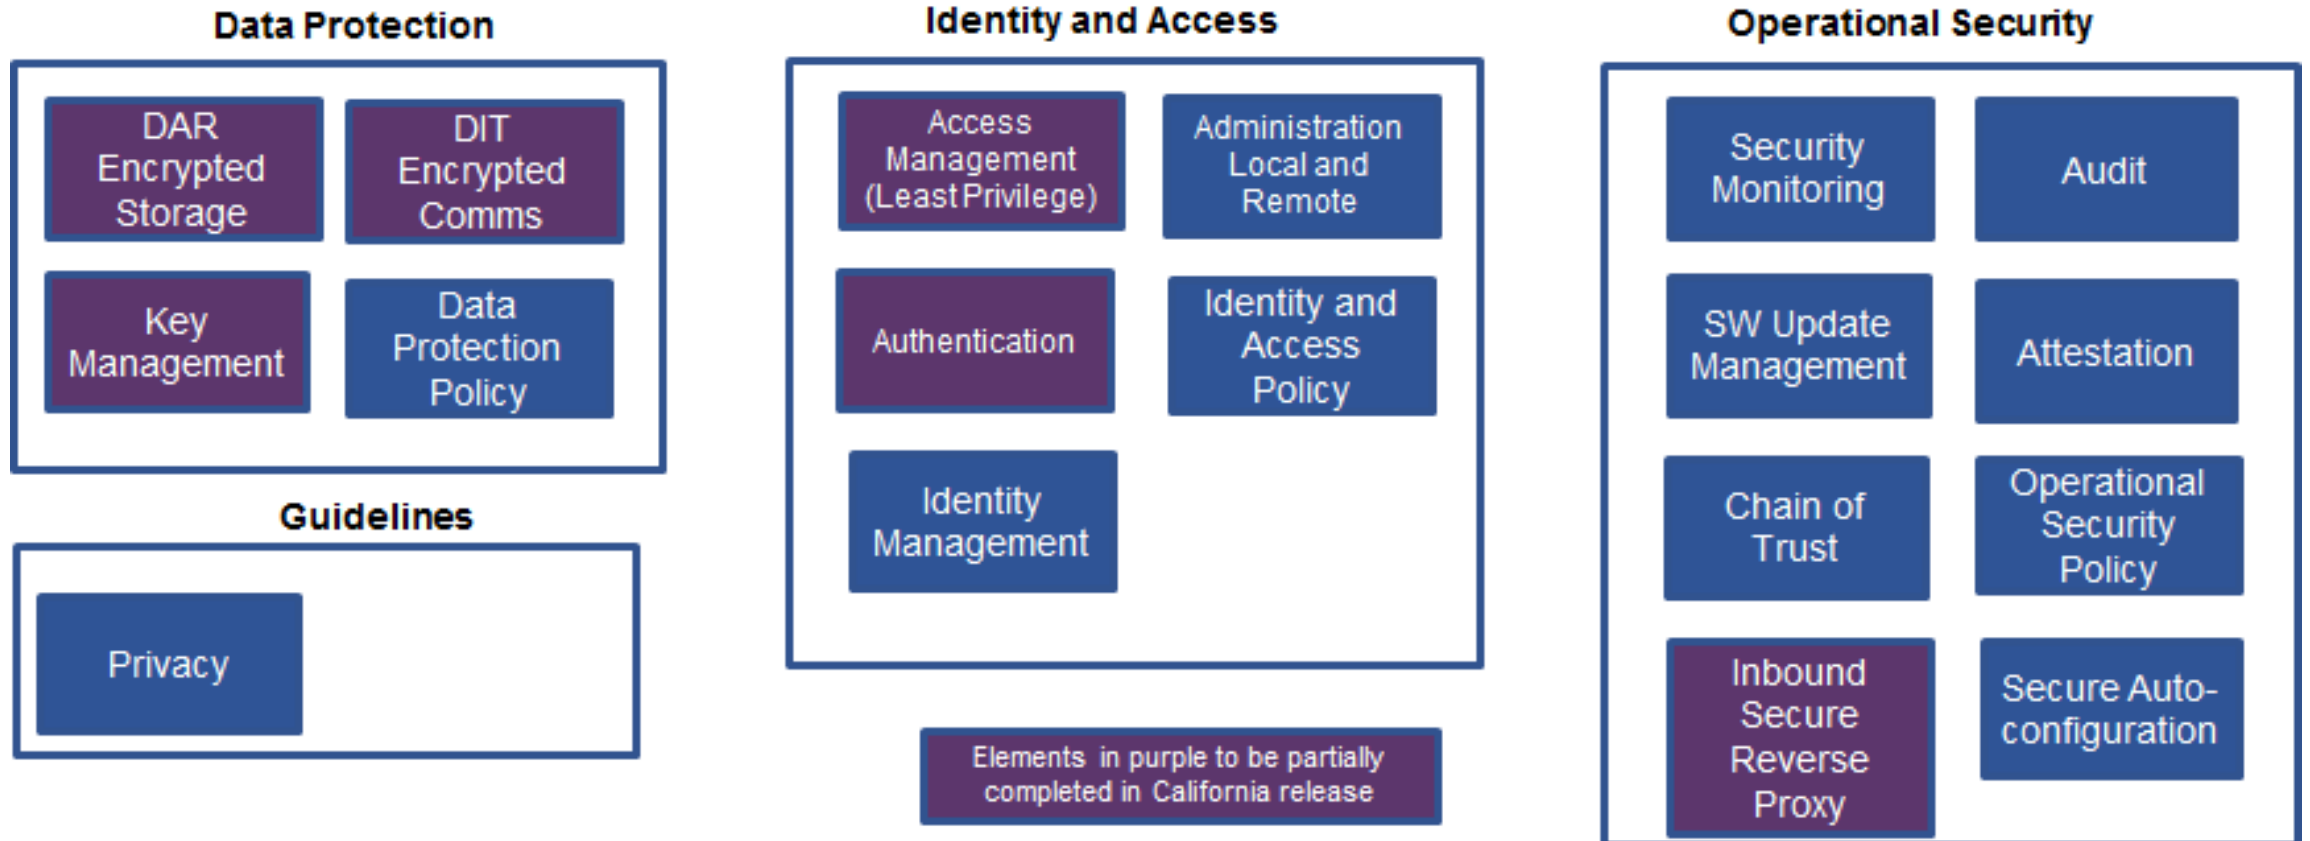 Data Protection
DAR
Encrypted
Storage
DIT
Encrypted
Comms
Key
Management
Data
Protection
Policy
Guidelines
Privacy
Identity and Access
Access
Management
(Least Privilege)
Administration
Local and
Remote
Authentication
Identity and
Access
Policy
Identity
Management
Elements in purple to be partially
completed in California release
Operational Security
Security
Monitoring
Audit
SW Update
Management
Attestation
Chain of
Trust
Operational
Security
Policy
Inbound
Secure
Reverse
Proxy
Secure Auto-
configuration